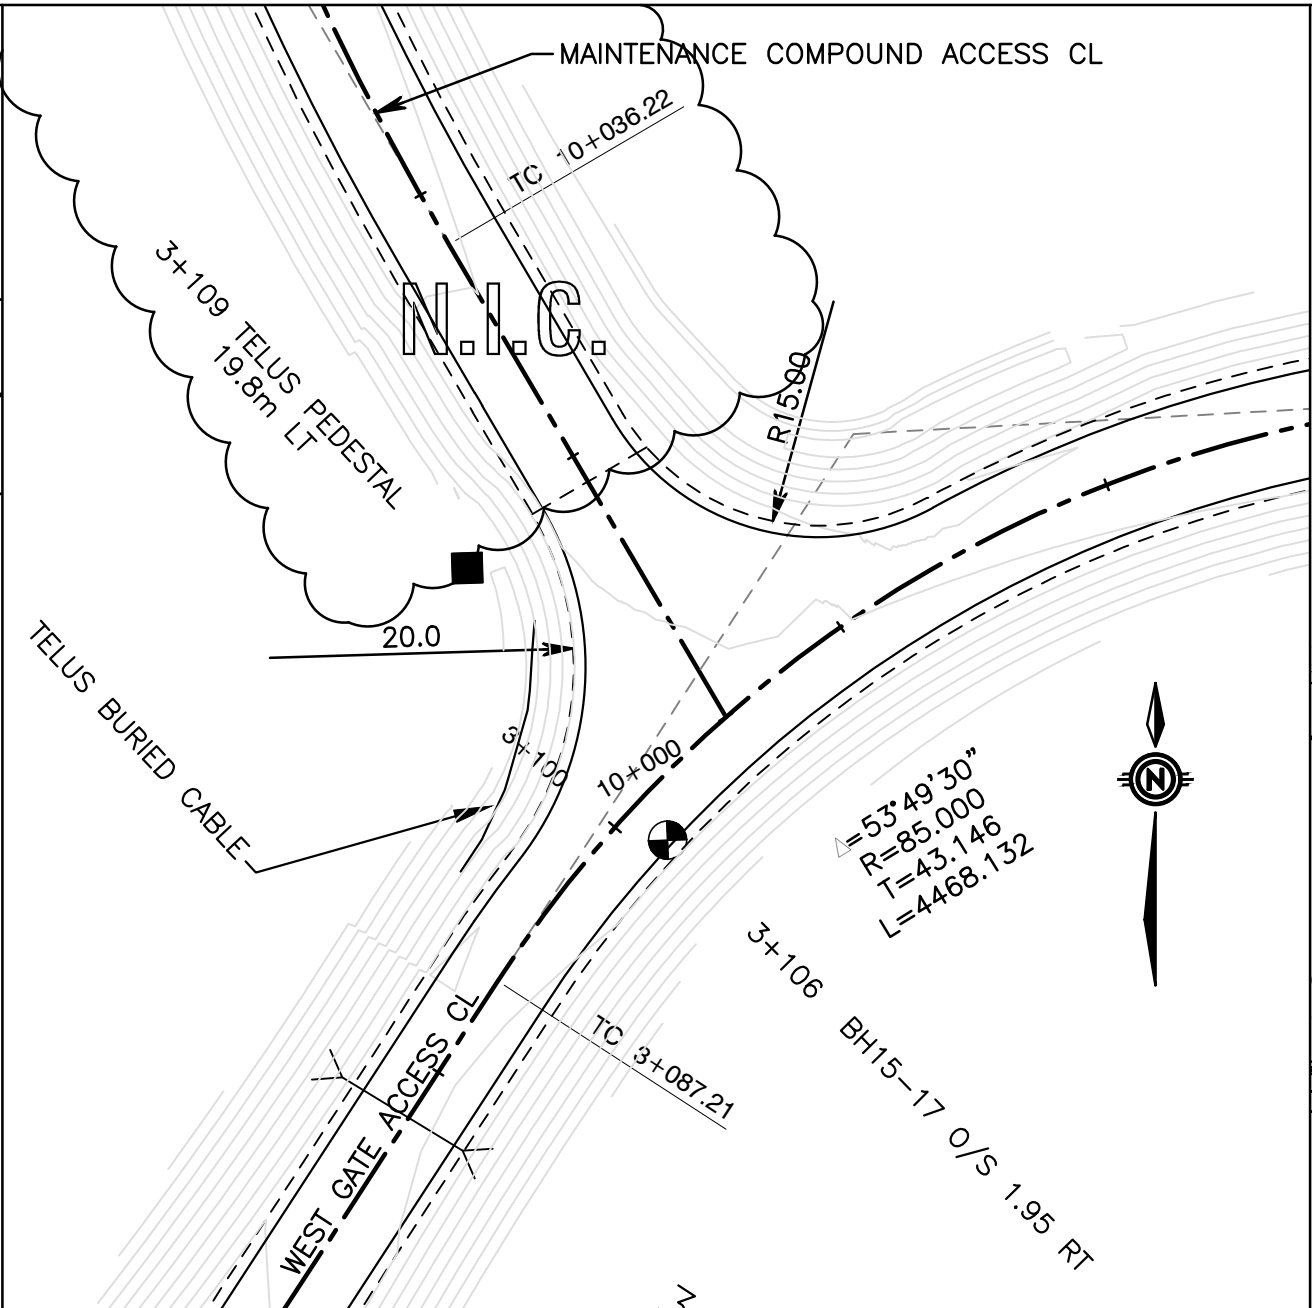 MAINTENANCE COMPOUND ACCESS CL
TC 10+036.22
3+109 TELUS PEDESTAL
19.8m LT
N.I.C.
R15.00
20.0
TELUS BURIED CABLE
3+100
10+000
N
△=53°49'30"
R=85.000
T=43.146
L=4468.132
3+106 BH15-17 O/S 1.95 RT
TC 3+087.21
WEST GATE ACCESS CL